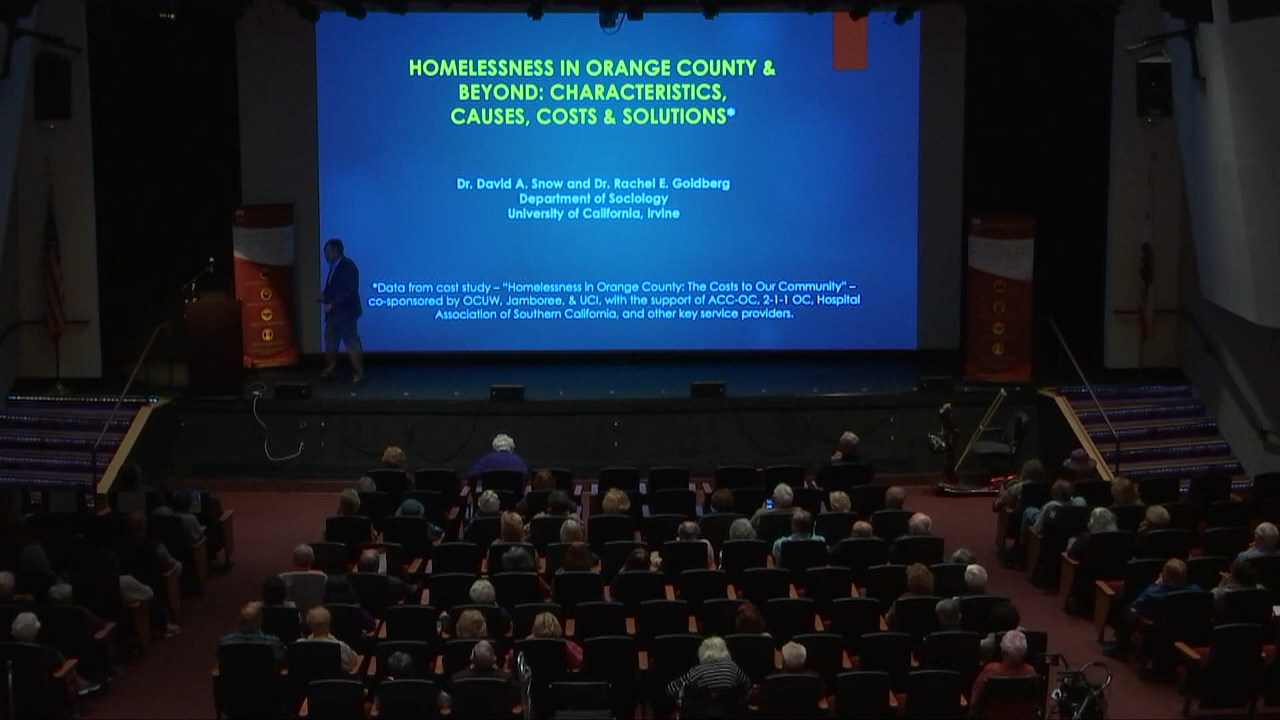 HOMELESSNESS IN ORANGE COUNTY &
BEYOND: CHARACTERISTICS,
CAUSES, COSTS & SOLUTIONS*
Dr. David A. Snow and Dr. Rachel E. Goldberg
Department of Sociology
University of California, Irvine
*Data from cost study – “Homelessness in Orange County: The Costs to Our Community” –
co-sponsored by OCUW, Jamboree, & UCI, with the support of ACC-OC, 2-1-1 OC, Hospital
Association of Southern California, and other key service providers.